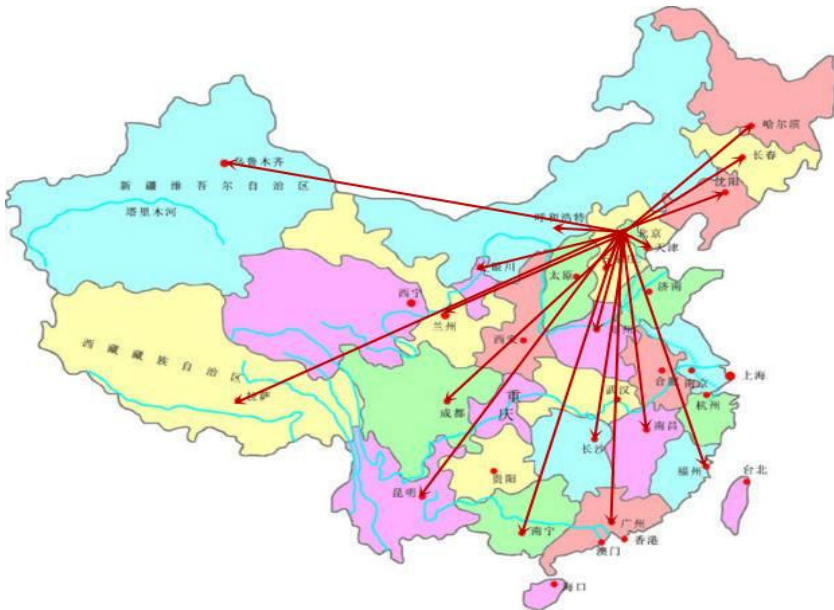 哈尔滨
长春
乌鲁木齐
沈阳
新疆维吾尔自治区
塔里木河
呼和浩特
北京
天津
银川
太原
西宁
济南
兰州
西藏藏族自治区
西安
合肥
南京
上海
重庆
武汉
拉萨
成都
杭州
南昌
长沙
福州
贵阳
台北
昆明
广州
南宁
香港
澳门
海口